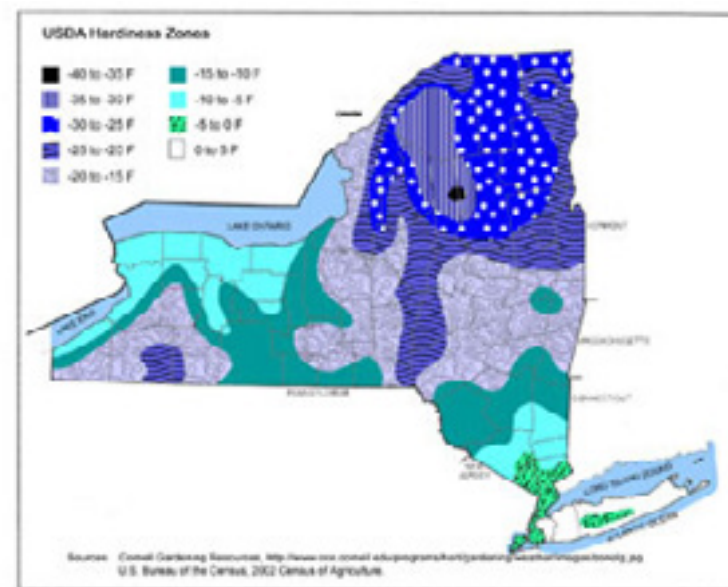 USDA Hardiness Zones
-40 to -35 F
-35 to -30 F
-30 to -25 F
-25 to -20 F
-20 to -15 F
-15 to -10 F
-10 to -5 F
-5 to 0 F
0 to 5 F
LAKE ONTARIO
VERMONT
LAKE ERIE
MASSACHUSETTS
CONNECTICUT
NEW
JERSEY
LONG ISLAND SOUND
ATLANTIC OCEAN
Sources: Cornell Gardening Resources,
U.S. Bureau of the Census, 2002 Census of Agriculture.